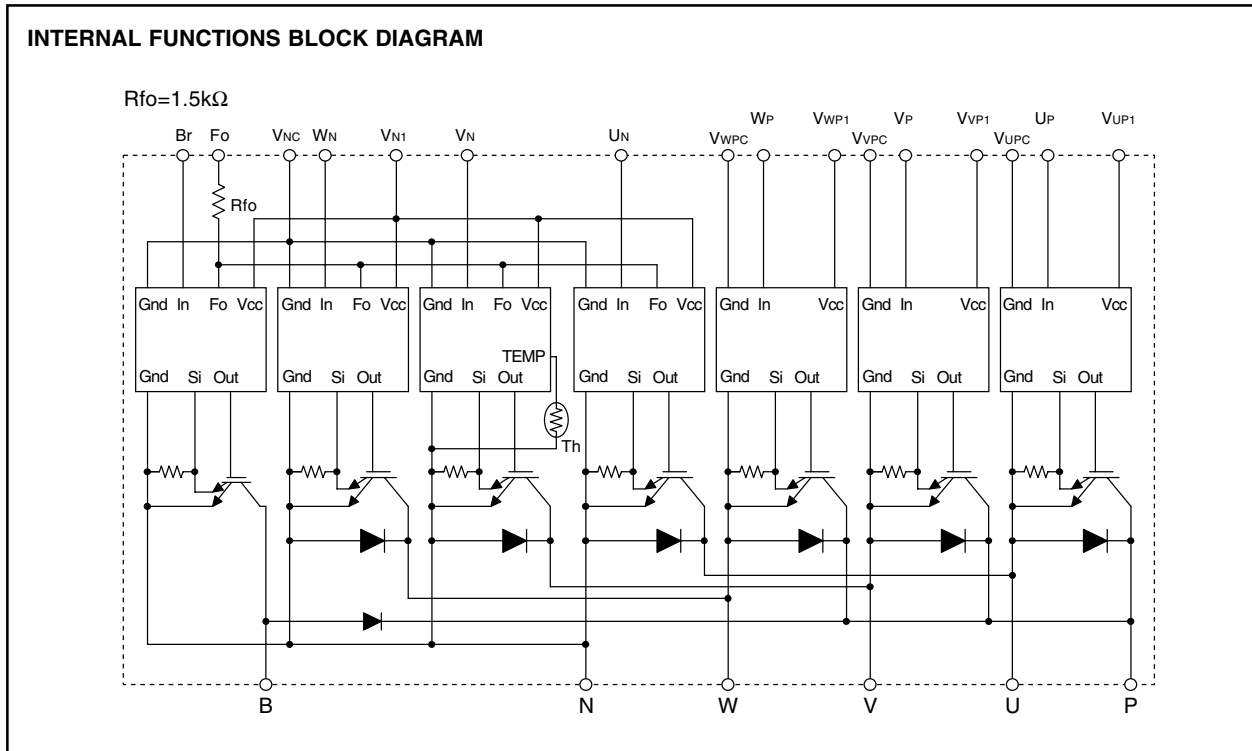 INTERNAL FUNCTIONS BLOCK DIAGRAM
Rfo=1.5kΩ
Br Fo VNC WN VN1 VN UN VWPC WP VWP1 VVPC VP VVP1 VUPC UP VUP1
Rfo
Gnd In Fo Vcc Gnd In Fo Vcc Gnd In Fo Vcc Gnd In Fo Vcc Gnd In Vcc Gnd In Vcc Gnd In Vcc
TEMP
Gnd Si Out Gnd Si Out Gnd Si Out Gnd Si Out Gnd Si Out Gnd Si Out Gnd Si Out
Th
B N W V U P